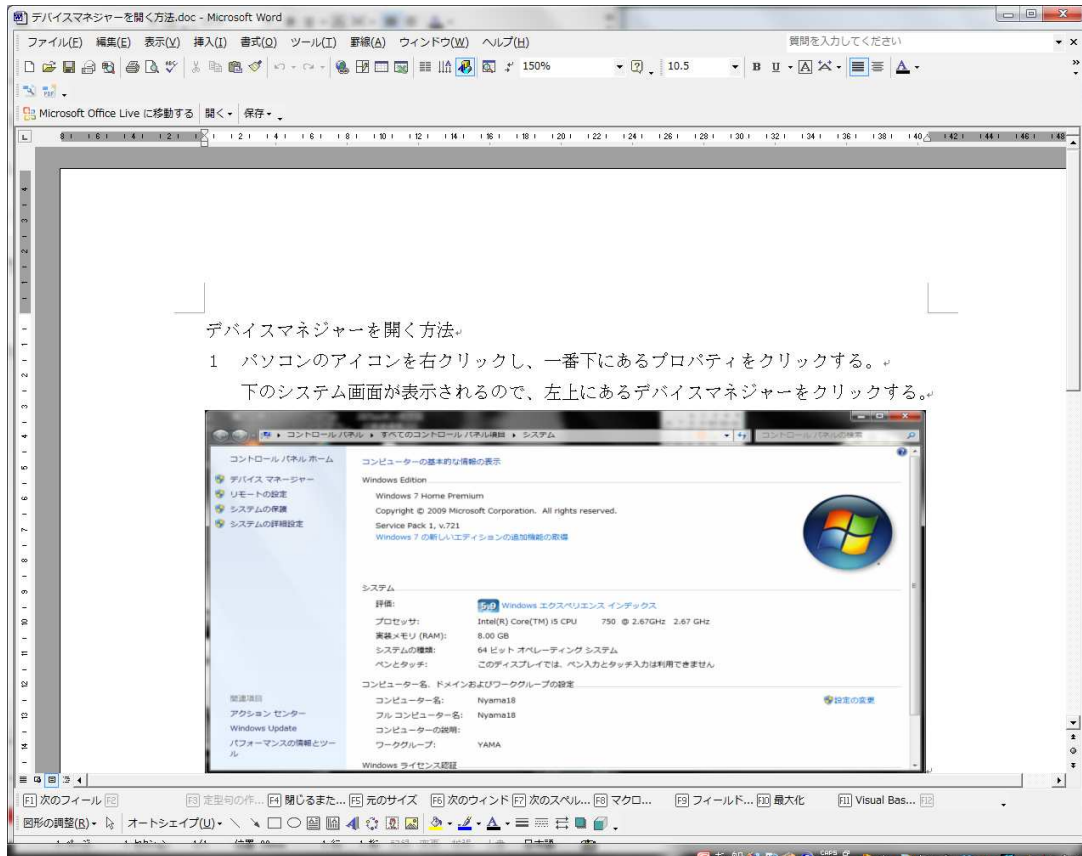 デバイスマネジャーを開く方法.doc - Microsoft Word
ファイル(F) 編集(E) 表示(V) 挿入(I) 書式(O) ツール(T) 罫線(A) ウィンドウ(W) ヘルプ(H) 質問を入力してください
150% 10.5 B U A A
Microsoft Office Live に移動する 開く 保存
デバイスマネジャーを開く方法
1 パソコンのアイコンを右クリックし、一番下にあるプロパティをクリックする。
下のシステム画面が表示されるので、左上にあるデバイスマネジャーをクリックする。
コントロール パネル すべてのコントロール パネル項目 システム コントロール パネルの検索
コントロール パネル ホーム
デバイス マネージャー
リモートの設定
システムの保護
システムの詳細設定
コンピューターの基本的な情報の表示
Windows Edition
Windows 7 Home Premium
Copyright © 2009 Microsoft Corporation. All rights reserved.
Service Pack 1, v.721
Windows 7 の新しいエディションの追加機能の取得
システム
評価: 5.9 Windows エクスペリエンス インデックス
プロセッサ: Intel(R) Core(TM) i5 CPU 750 @ 2.67GHz 2.67 GHz
実装メモリ (RAM): 8.00 GB
システムの種類: 64 ビット オペレーティング システム
ペンとタッチ: このディスプレイでは、ペン入力とタッチ入力は利用できません
コンピューター名、ドメインおよびワークグループの設定
コンピューター名: Nyama18 設定の変更
フル コンピューター名: Nyama18
コンピューターの説明:
ワークグループ: YAMA
Windows ライセンス認証
関連項目
アクション センター
Windows Update
パフォーマンスの情報とツール
F1 次のフィール F2 F3 定型句の作... F4 閉じるまた... F5 元のサイズ F6 次のウィンド F7 次のスペル... F8 マクロ... F9 フィールド... F10 最大化 F11 Visual Bas... F12
図形の調整(R) オートシェイプ(U)